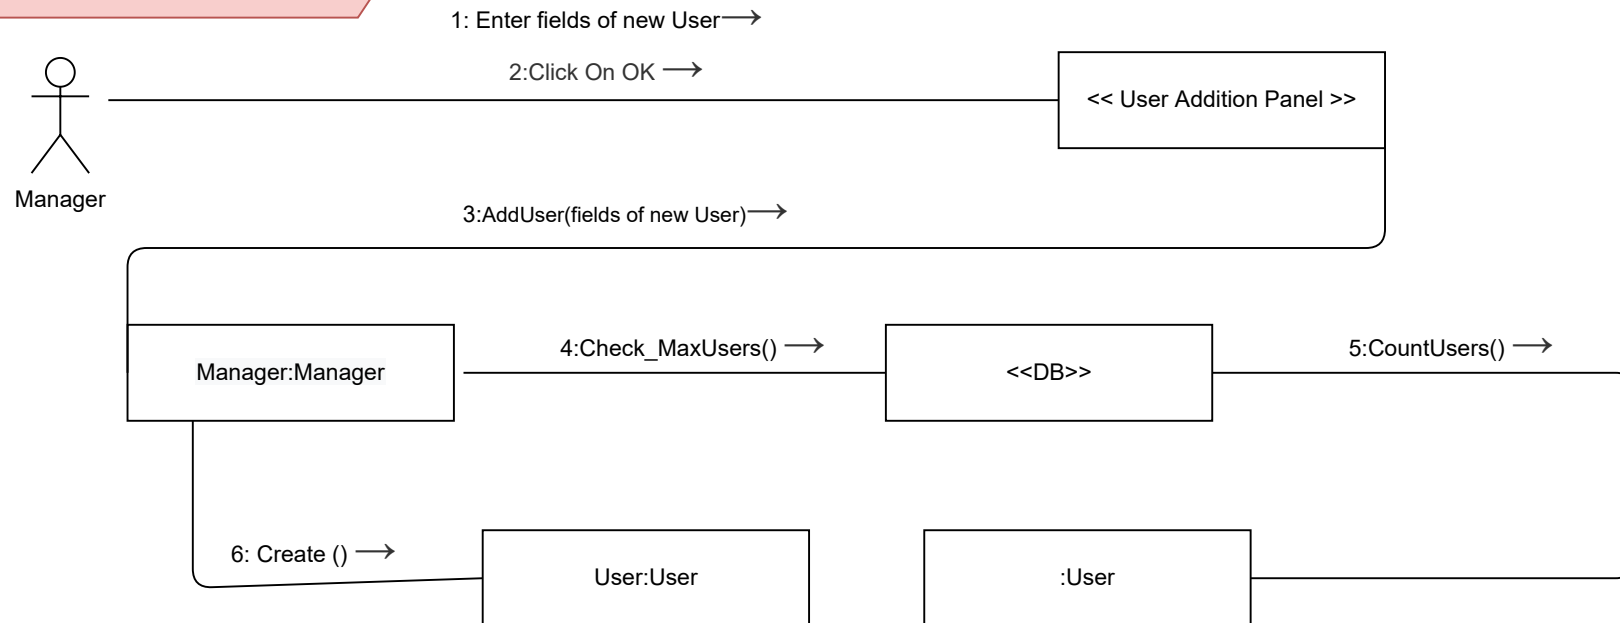 1: Enter fields of new User
2:Click On OK
<< User Addition Panel >>
Manager
3:AddUser(fields of new User)
4:Check_MaxUsers()
5:CountUsers()
Manager:Manager
<<DB>>
6: Create ()
User:User
:User